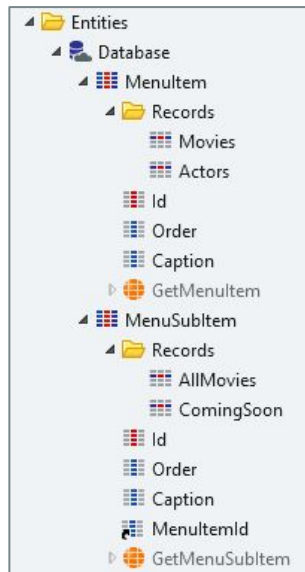 Entities
Database
MenuItem
Records
Movies
Actors
Id
Order
Caption
GetMenuItem
MenuSubItem
Records
AllMovies
ComingSoon
Id
Order
Caption
MenuItemId
GetMenuSubItem